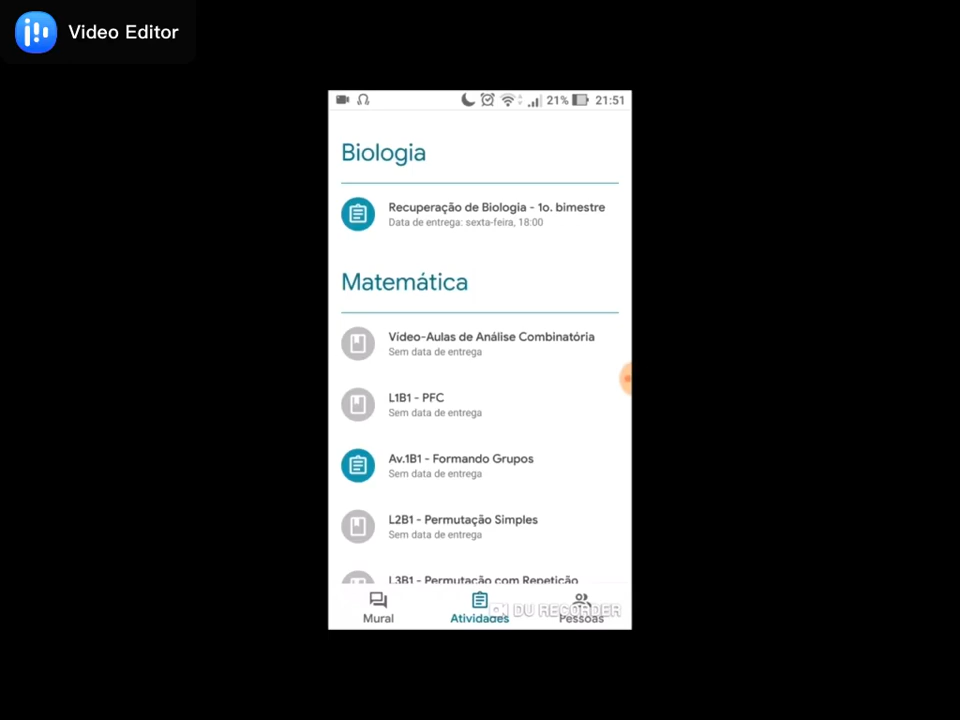 Video Editor
21% 21:51
Biologia
Recuperação de Biologia - 1o. bimestre
Data de entrega: sexta-feira, 18:00
Matemática
Vídeo-Aulas de Análise Combinatória
Sem data de entrega
L1B1 - PFC
Sem data de entrega
Av.1B1 - Formando Grupos
Sem data de entrega
L2B1 - Permutação Simples
Sem data de entrega
L3B1 - Permutação com Repetição
DU RECORDER
Mural Atividades Pessoas